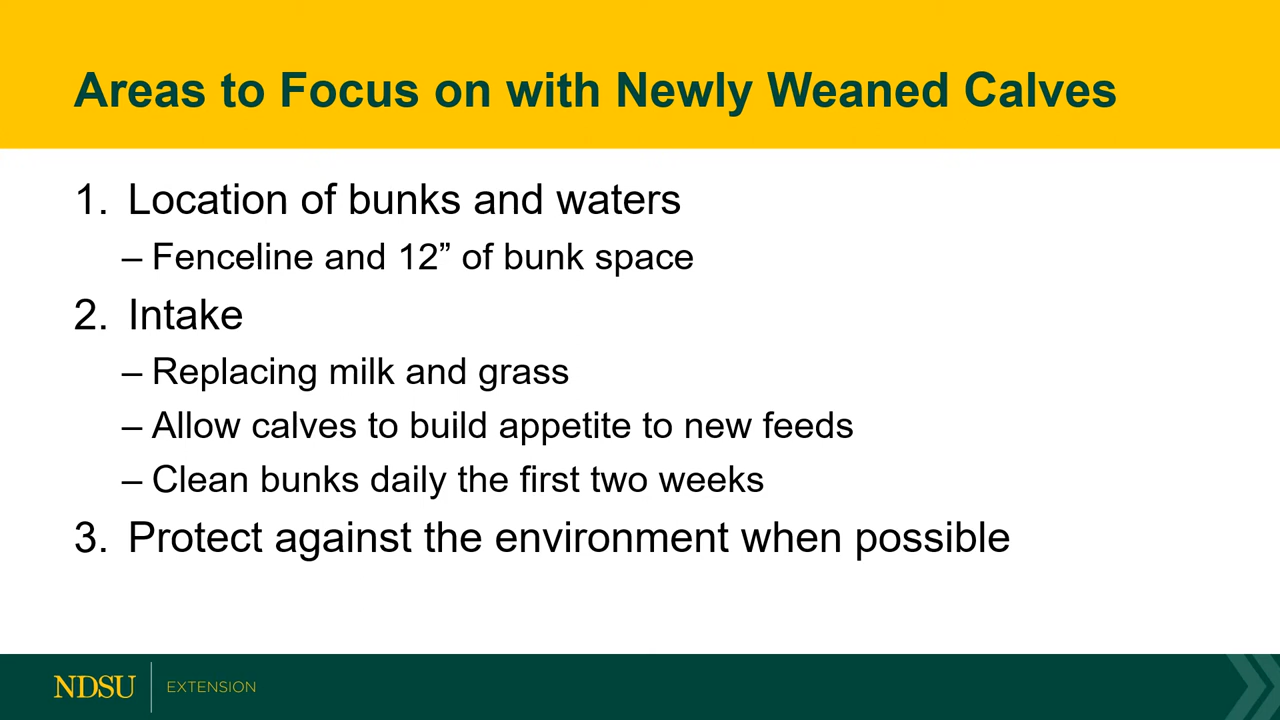 Areas to Focus on with Newly Weaned Calves
1. Location of bunks and waters
– Fenceline and 12” of bunk space
2. Intake
– Replacing milk and grass
– Allow calves to build appetite to new feeds
– Clean bunks daily the first two weeks
3. Protect against the environment when possible
NDSU EXTENSION